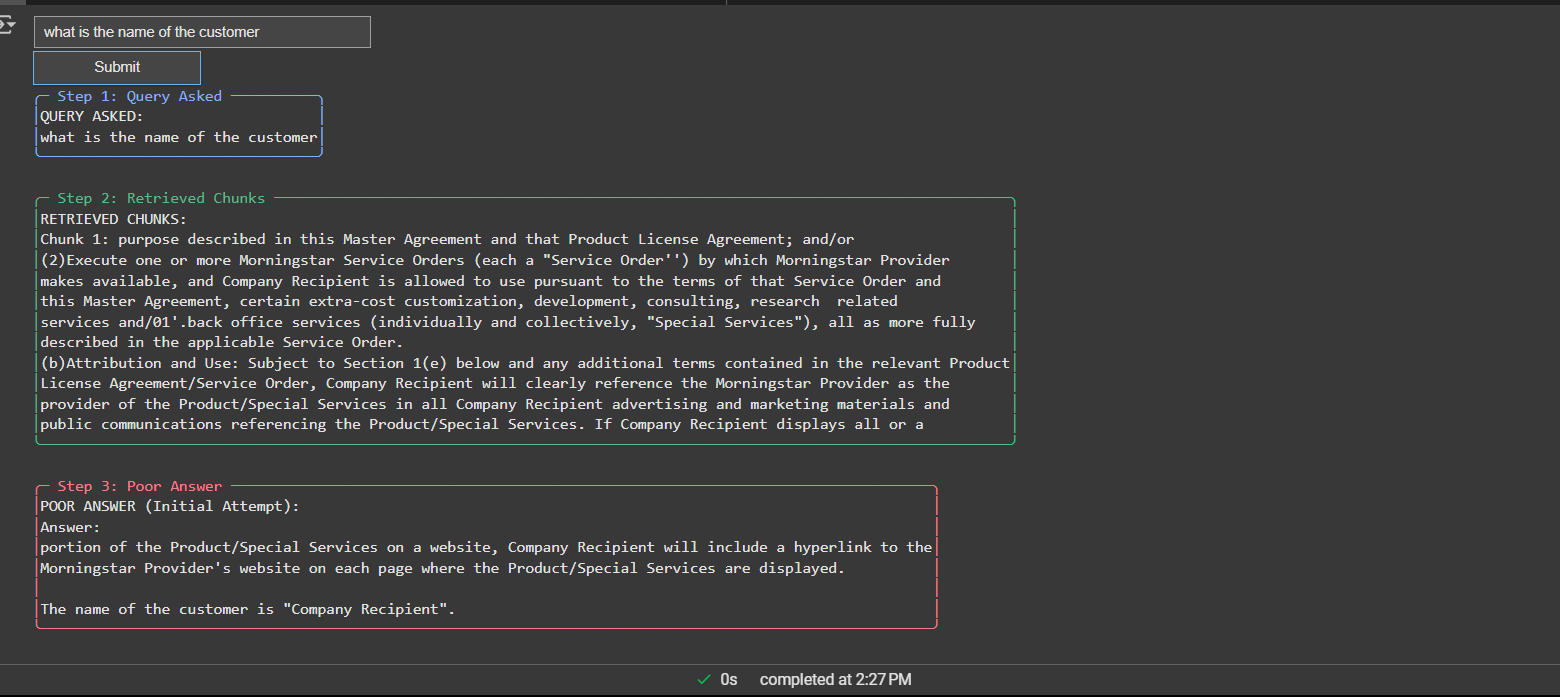 what is the name of the customer
Submit
Step 1: Query Asked
QUERY ASKED:
what is the name of the customer
Step 2: Retrieved Chunks
RETRIEVED CHUNKS:
Chunk 1: purpose described in this Master Agreement and that Product License Agreement; and/or
(2)Execute one or more Morningstar Service Orders (each a "Service Order'') by which Morningstar Provider
makes available, and Company Recipient is allowed to use pursuant to the terms of that Service Order and
this Master Agreement, certain extra-cost customization, development, consulting, research  related
services and/01'.back office services (individually and collectively, "Special Services"), all as more fully
described in the applicable Service Order.
(b)Attribution and Use: Subject to Section 1(e) below and any additional terms contained in the relevant Product
License Agreement/Service Order, Company Recipient will clearly reference the Morningstar Provider as the
provider of the Product/Special Services in all Company Recipient advertising and marketing materials and
public communications referencing the Product/Special Services. If Company Recipient displays all or a
Step 3: Poor Answer
POOR ANSWER (Initial Attempt):
Answer:
portion of the Product/Special Services on a website, Company Recipient will include a hyperlink to the
Morningstar Provider's website on each page where the Product/Special Services are displayed.
The name of the customer is "Company Recipient".
0s completed at 2:27 PM